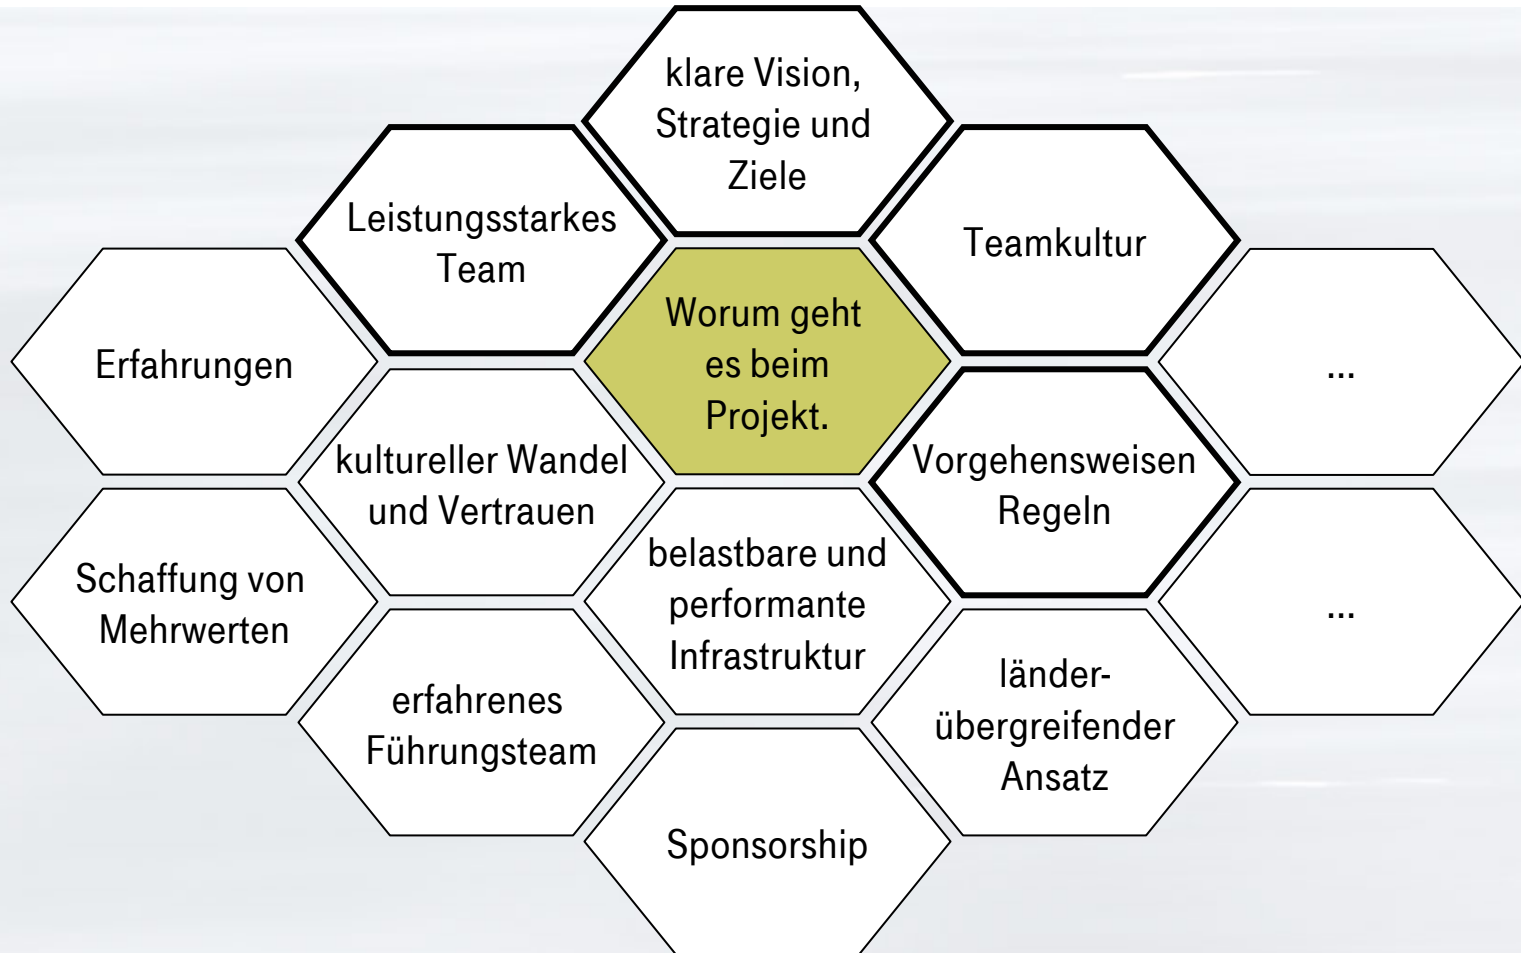 klare Vision,
Strategie und
Ziele
Leistungsstarkes
Team
Teamkultur
Worum geht
es beim
Projekt.
Erfahrungen
...
kultureller Wandel
und Vertrauen
Vorgehensweisen
Regeln
Schaffung von
Mehrwerten
belastbare und
performante
Infrastruktur
...
erfahrenes
Führungsteam
länder-
übergreifender
Ansatz
Sponsorship